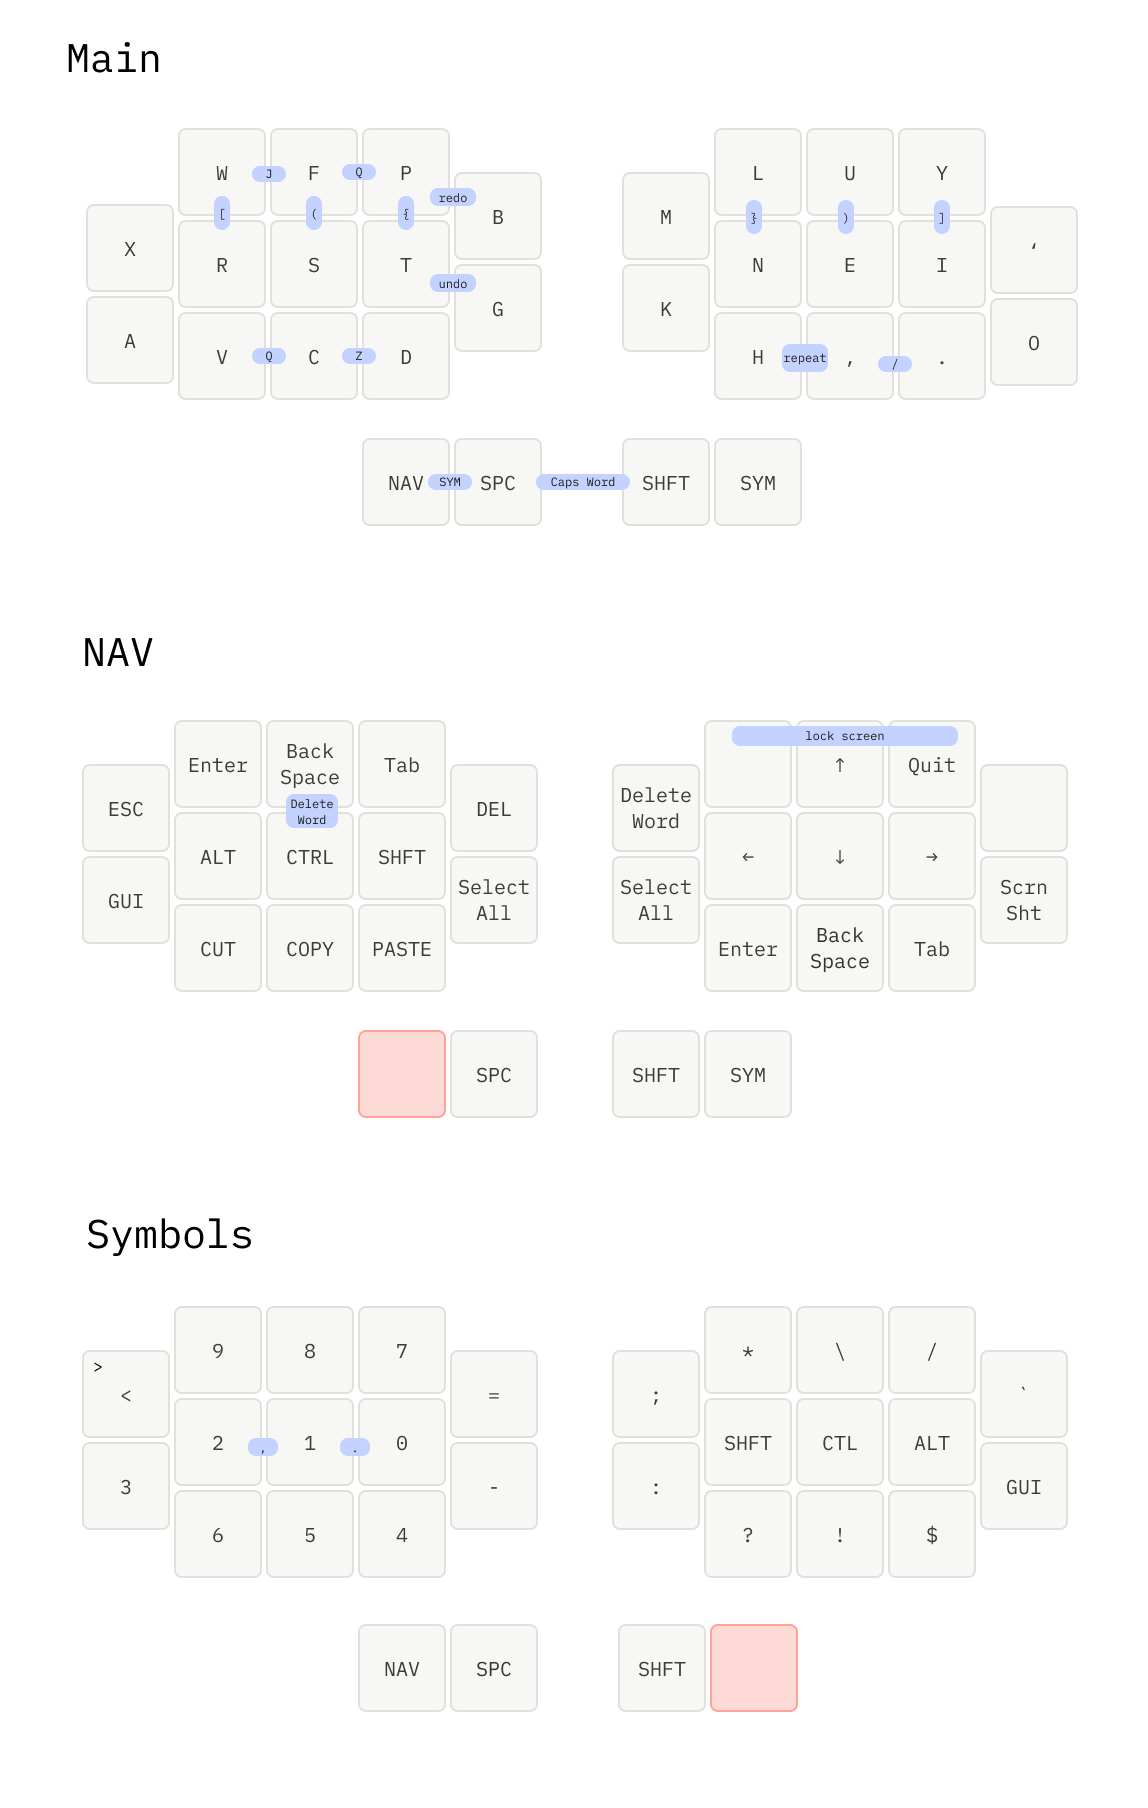 Main
W J F Q P
L U Y
redo
B
M
[ ( {
} ) ]
X
R S T
N E I
‘
undo
G
K
A
V Q C Z D
H repeat , / .
O
NAV SYM SPC Caps Word SHFT SYM
NAV
Enter
Back
Space
Tab
lock screen
↑
Quit
ESC
DEL
Delete
Word
Delete
Word
ALT CTRL SHFT
← ↓ →
GUI
Select
All
Select
All
Scrn
Sht
CUT COPY PASTE
Enter
Back
Space
Tab
SPC SHFT SYM
Symbols
9 8 7
* \ /
>
<
=
;
`
2 , 1 . 0
SHFT CTL ALT
3
-
:
GUI
6 5 4
? ! $
NAV SPC SHFT